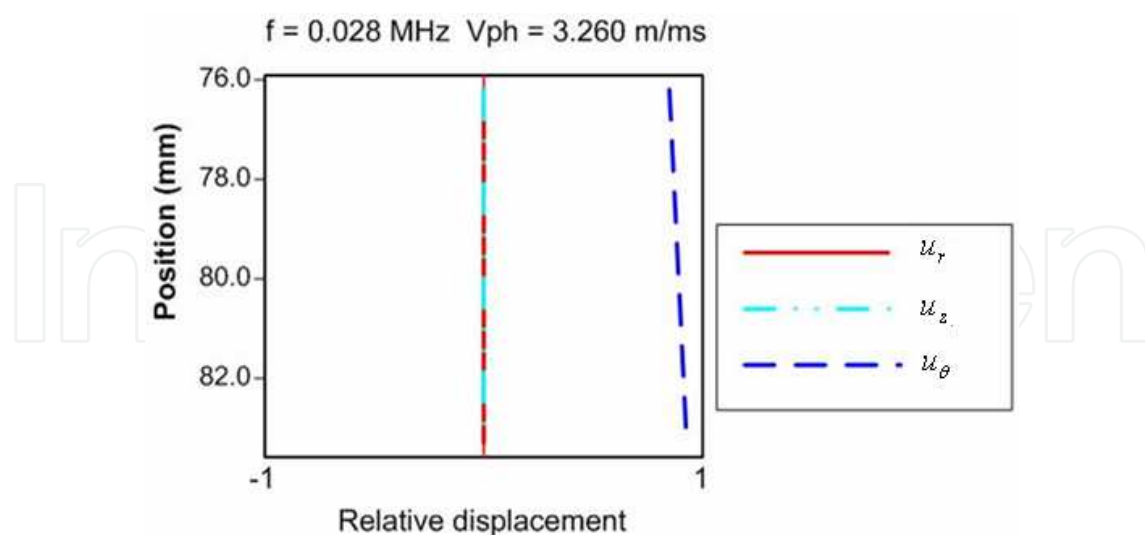 f = 0.028 MHz Vph = 3.260 m/ms
Position (mm)
76.0
78.0
80.0
82.0
-1
1
Relative displacement
u_r
u_z
u_θ